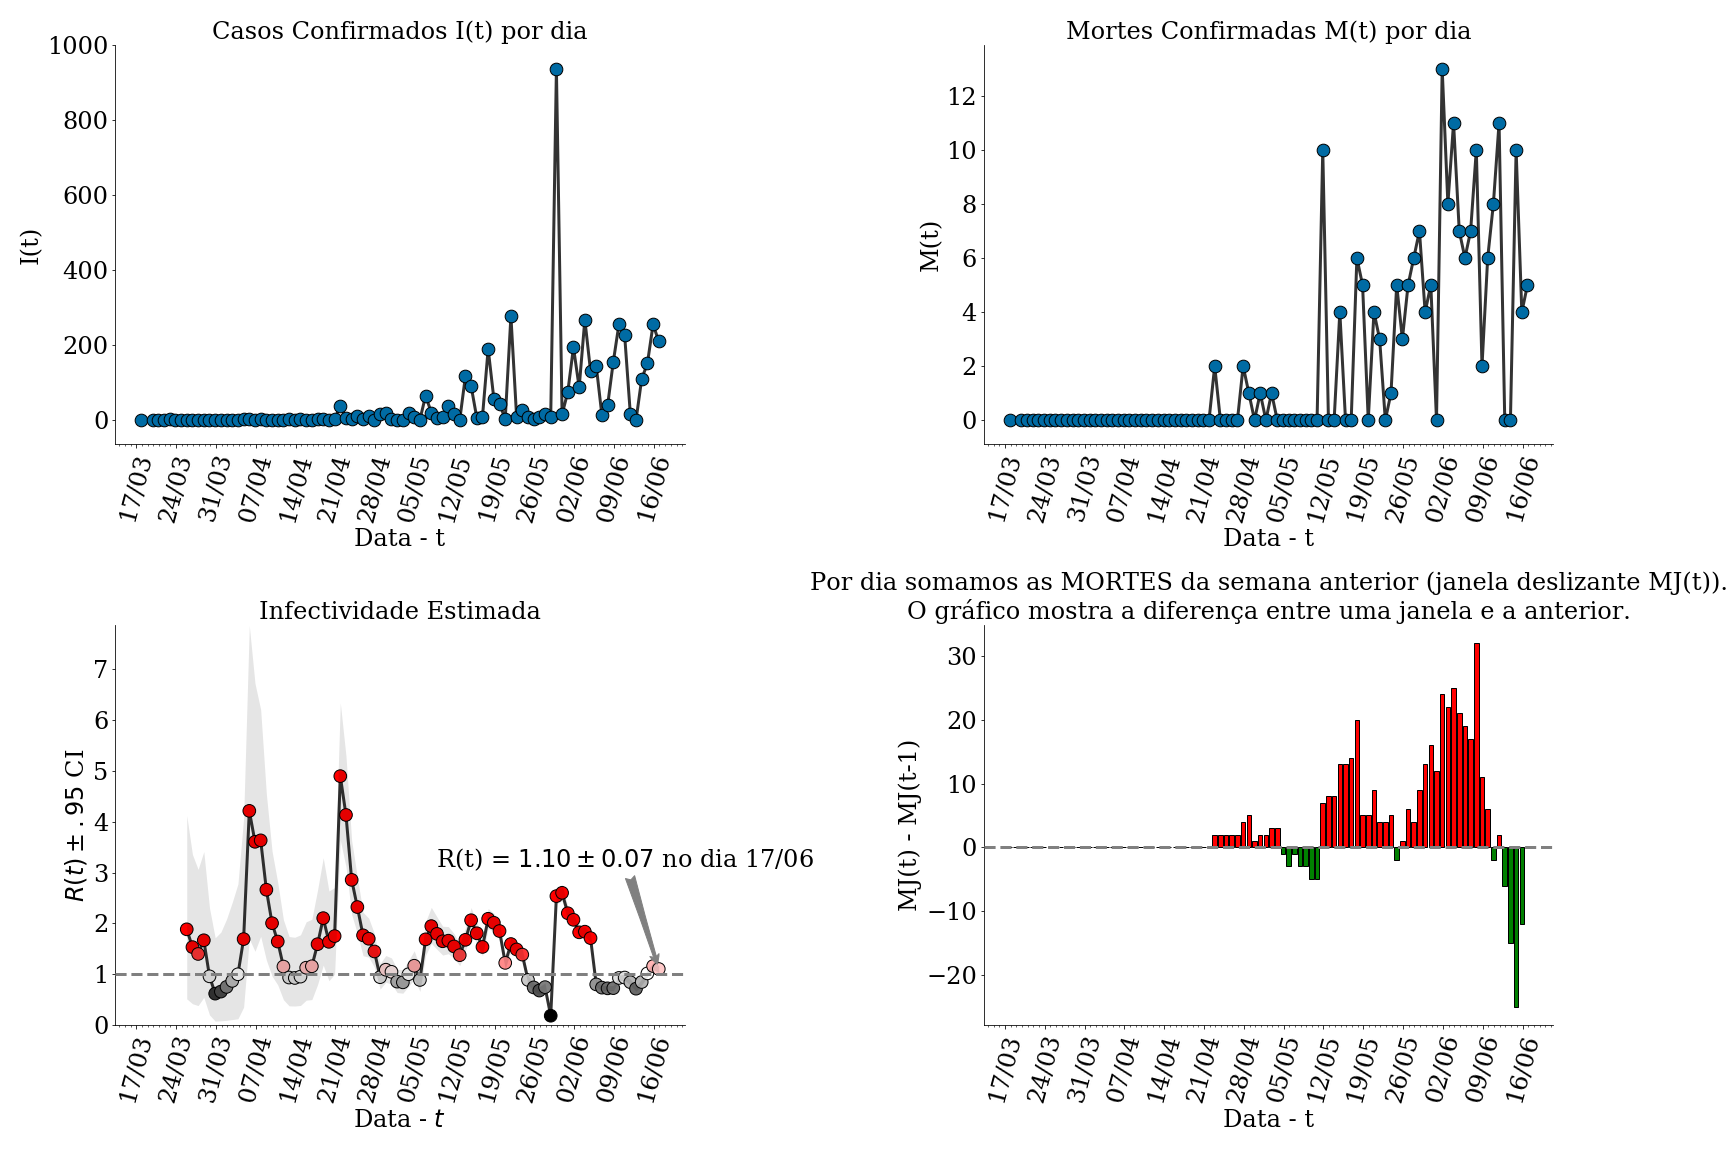 Casos Confirmados I(t) por dia
1000
800
600
400
200
0
I(t)
17/03 24/03 31/03 07/04 14/04 21/04 28/04 05/05 12/05 19/05 26/05 02/06 09/06 16/06
Data - t
Mortes Confirmadas M(t) por dia
12
10
8
6
4
2
0
M(t)
17/03 24/03 31/03 07/04 14/04 21/04 28/04 05/05 12/05 19/05 26/05 02/06 09/06 16/06
Data - t
Infectividade Estimada
7
6
5
4
3
2
1
0
R(t) ± .95 CI
R(t) = 1.10 ± 0.07 no dia 17/06
17/03 24/03 31/03 07/04 14/04 21/04 28/04 05/05 12/05 19/05 26/05 02/06 09/06 16/06
Data - t
Por dia somamos as MORTES da semana anterior (janela deslizante MJ(t)).
O gráfico mostra a diferença entre uma janela e a anterior.
30
20
10
0
−10
−20
MJ(t) - MJ(t-1)
17/03 24/03 31/03 07/04 14/04 21/04 28/04 05/05 12/05 19/05 26/05 02/06 09/06 16/06
Data - t